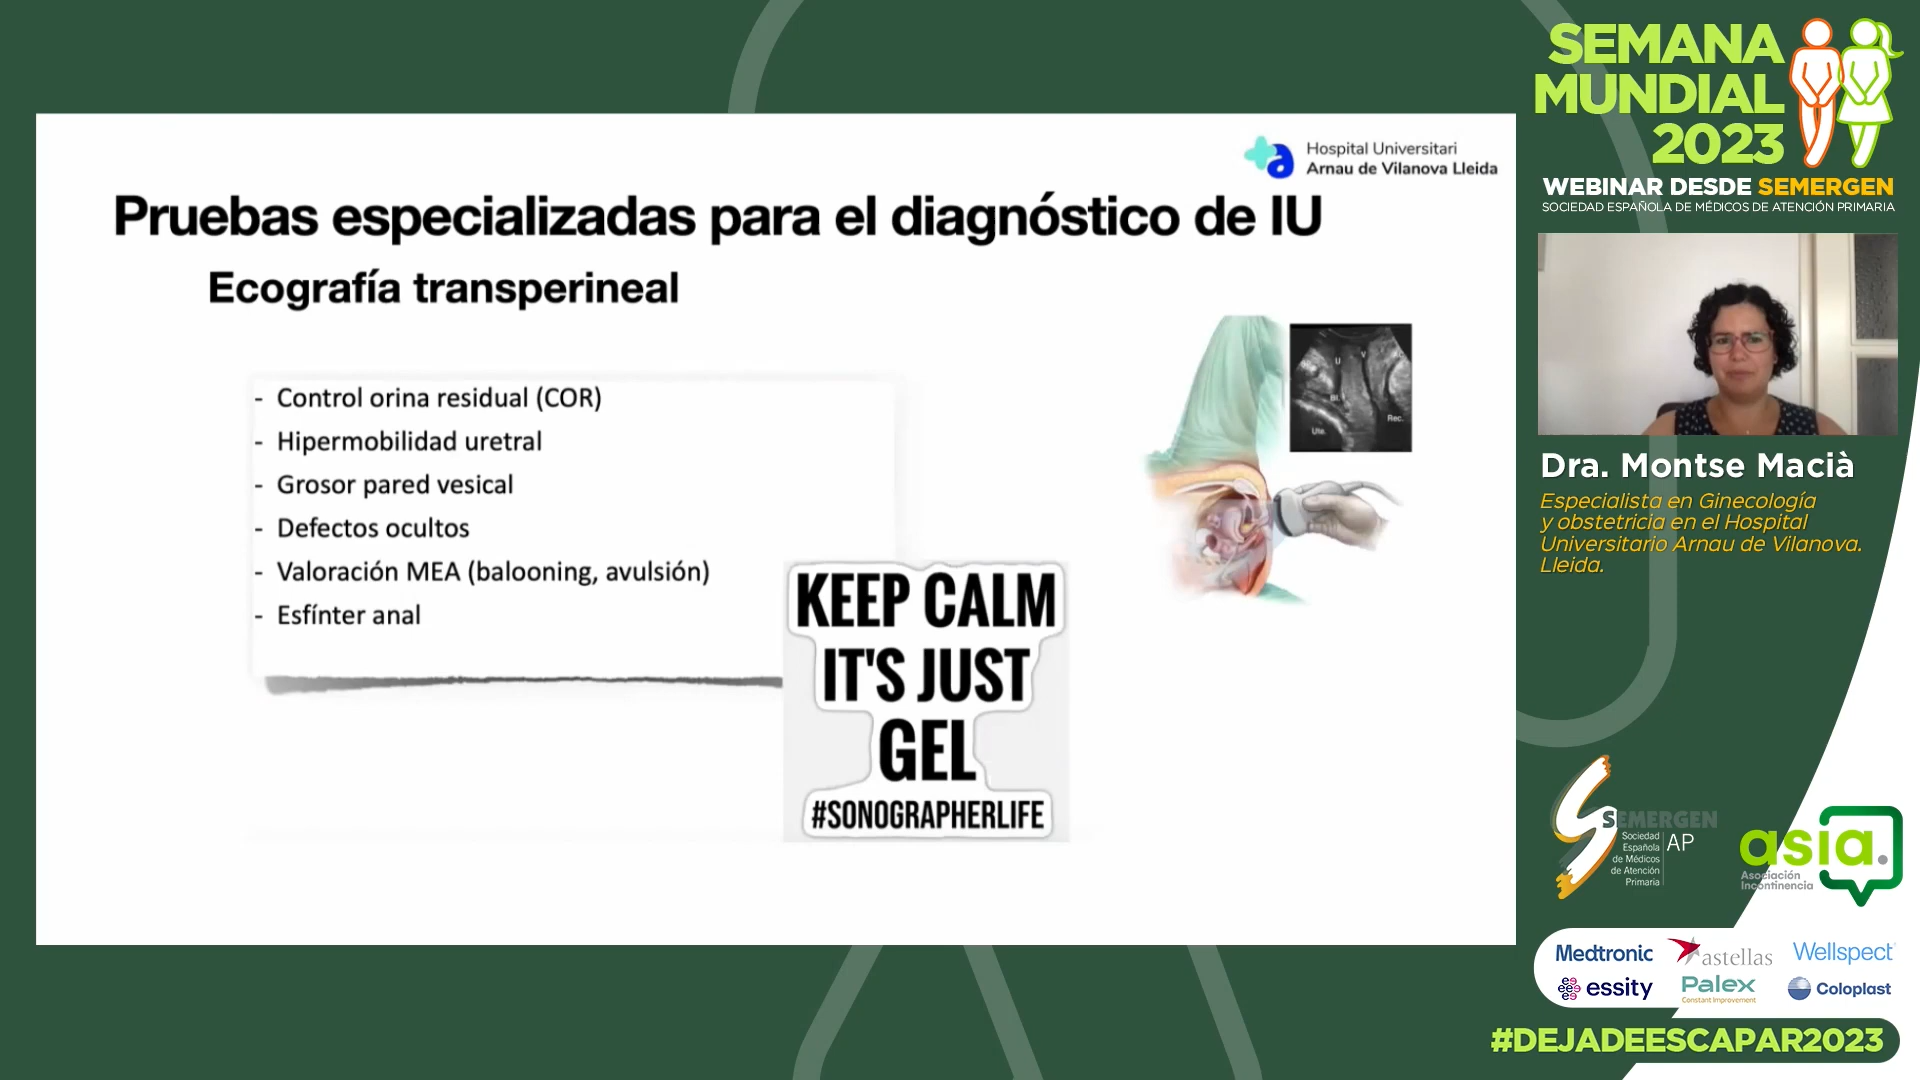 Hospital Universitari
Arnau de Vilanova Lleida
Pruebas especializadas para el diagnóstico de IU
Ecografía transperineal
- Control orina residual (COR)
- Hipermobilidad uretral
- Grosor pared vesical
- Defectos ocultos
- Valoración MEA (balooning, avulsión)
- Esfínter anal
U
V
Bl.
Ute.
Rec.
KEEP CALM
IT'S JUST
GEL
#SONOGRAPHERLIFE
SEMANA
MUNDIAL
2023
WEBINAR DESDE SEMERGEN
SOCIEDAD ESPAÑOLA DE MÉDICOS DE ATENCIÓN PRIMARIA
Dra. Montse Macià
Especialista en Ginecología
y obstetricia en el Hospital
Universitario Arnau de Vilanova.
Lleida.
SEMERGEN
Sociedad
Española
de Médicos
de Atención
Primaria
AP
asia.
Asociación
Incontinencia
Medtronic
astellas
Wellspect
essity
Palex
Constant Improvement
Coloplast
#DEJADEESCAPAR2023